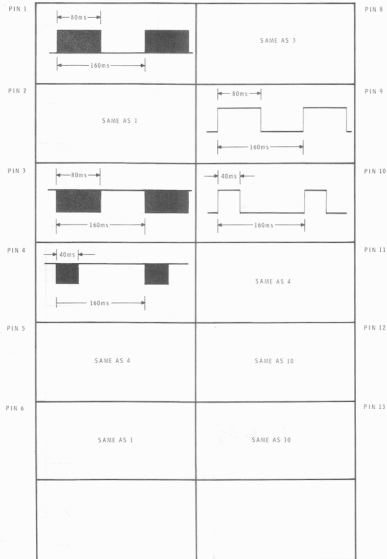 PIN 1
80ms
160ms
SAME AS 3
PIN 8
PIN 2
SAME AS 1
80ms
160ms
PIN 9
PIN 3
80ms
160ms
40ms
160ms
PIN 10
PIN 4
40ms
160ms
SAME AS 4
PIN 11
PIN 5
SAME AS 4
SAME AS 10
PIN 12
PIN 6
SAME AS 1
SAME AS 10
PIN 13